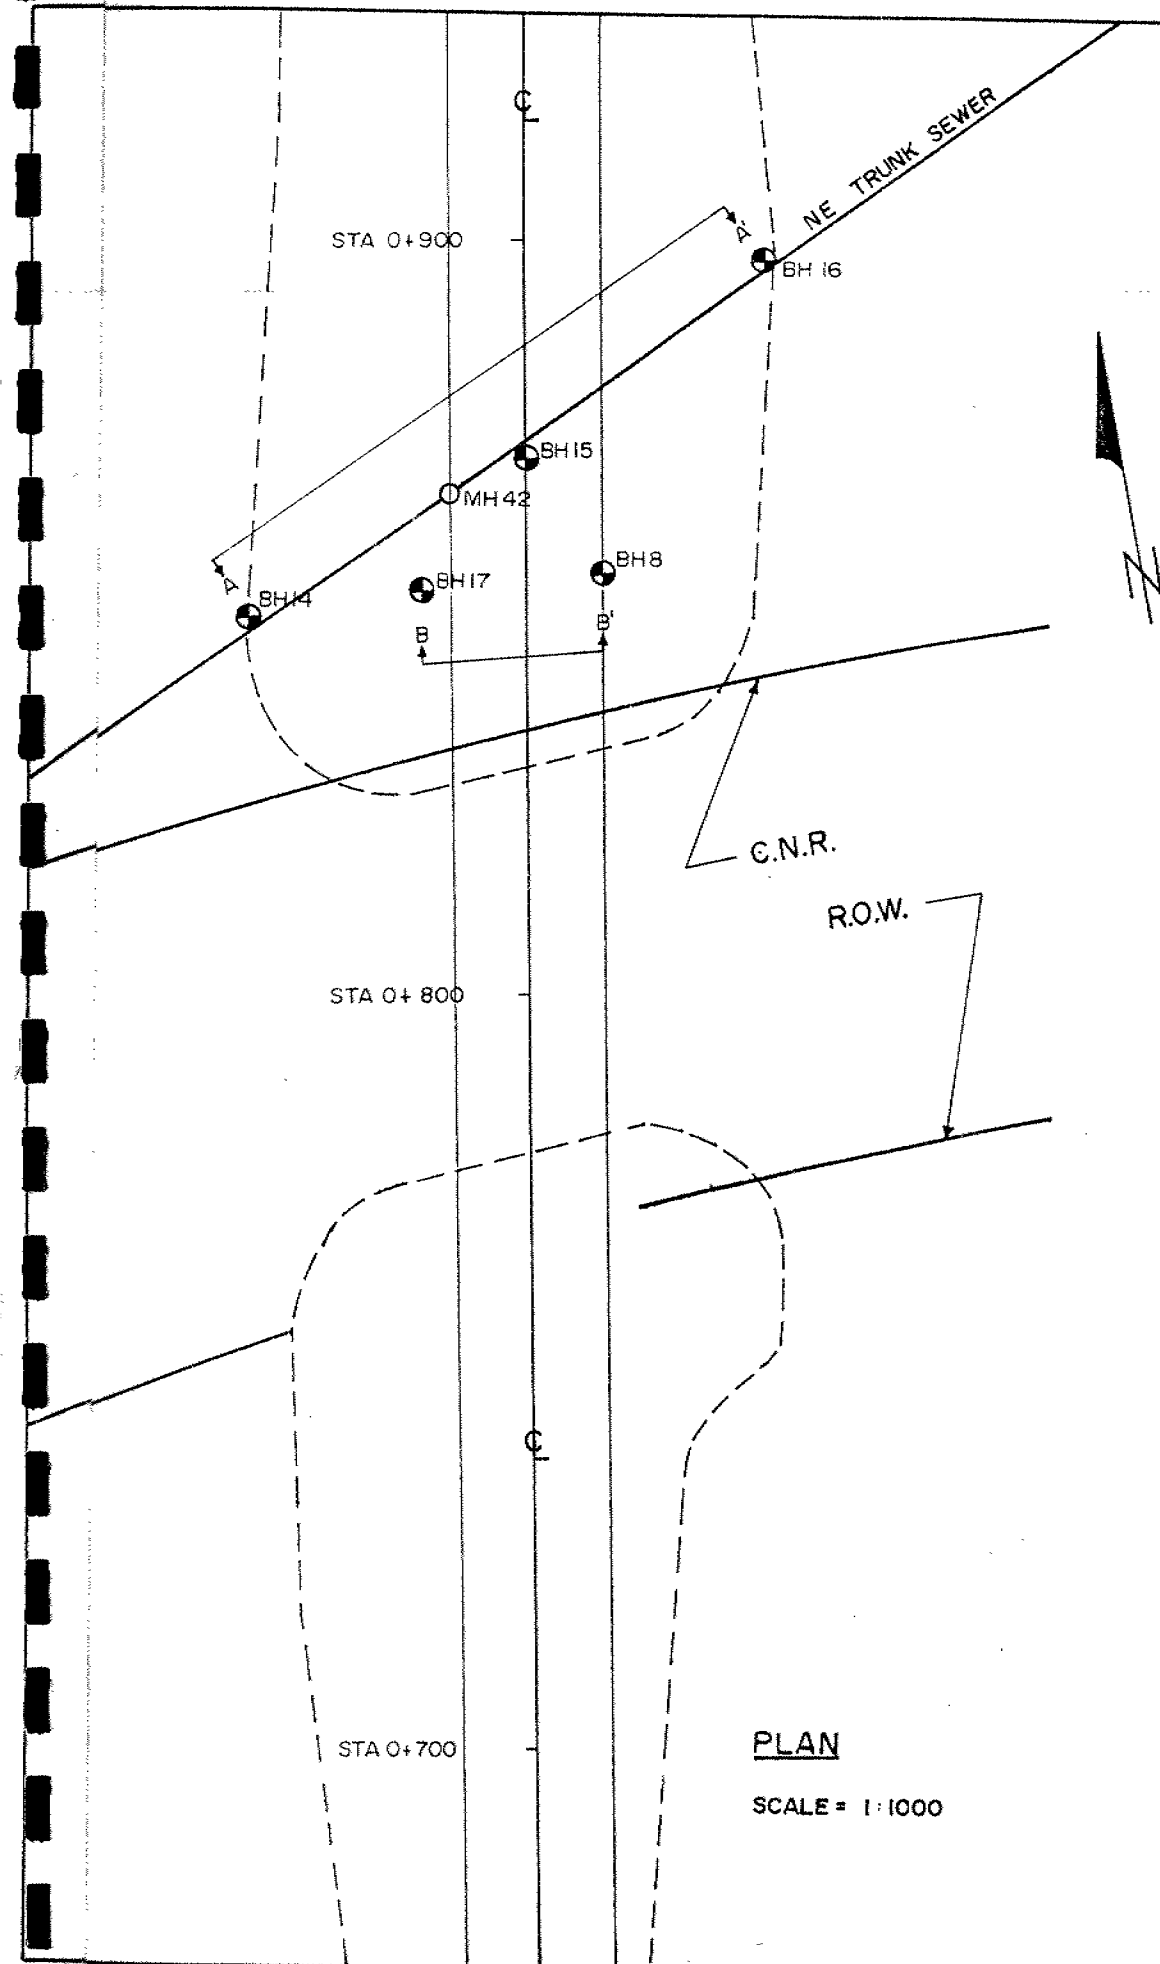 ℄
NE TRUNK SEWER
STA 0+900
A'
BH 16
BH 15
MH 42
BH 8
BH 17
A
BH 14
B
B'
N
C.N.R.
R.O.W.
STA 0+ 800
℄
STA 0+700
PLAN
SCALE = 1:1000